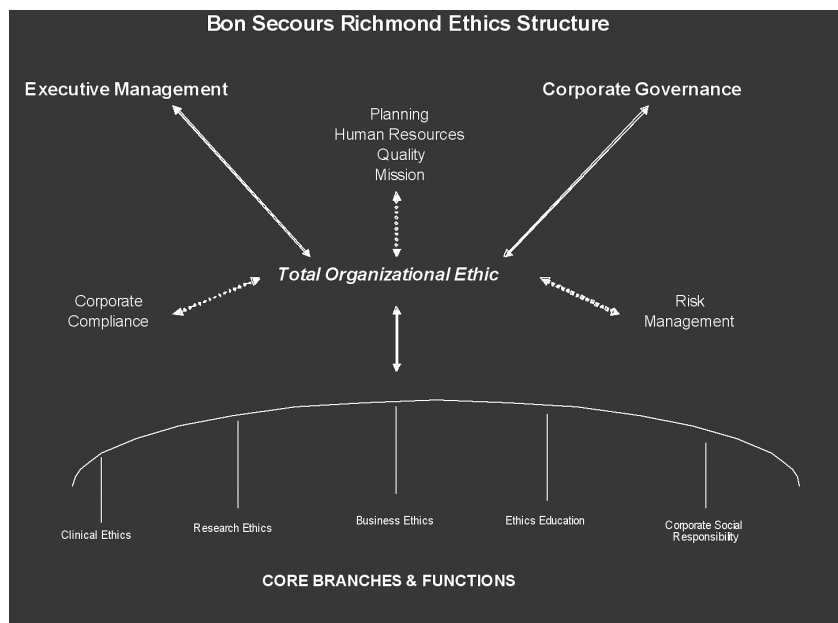 Bon Secours Richmond Ethics Structure
Executive Management
Corporate Governance
Planning
Human Resources
Quality
Mission
Total Organizational Ethic
Corporate
Compliance
Risk
Management
Clinical Ethics
Research Ethics
Business Ethics
Ethics Education
Corporate Social
Responsibility
CORE BRANCHES & FUNCTIONS